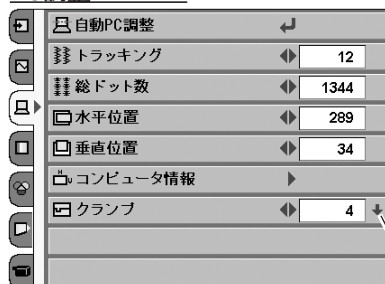 自動PC調整
トラッキング 12
総ドット数 1344
水平位置 289
垂直位置 34
コンピュータ情報
クランプ 4